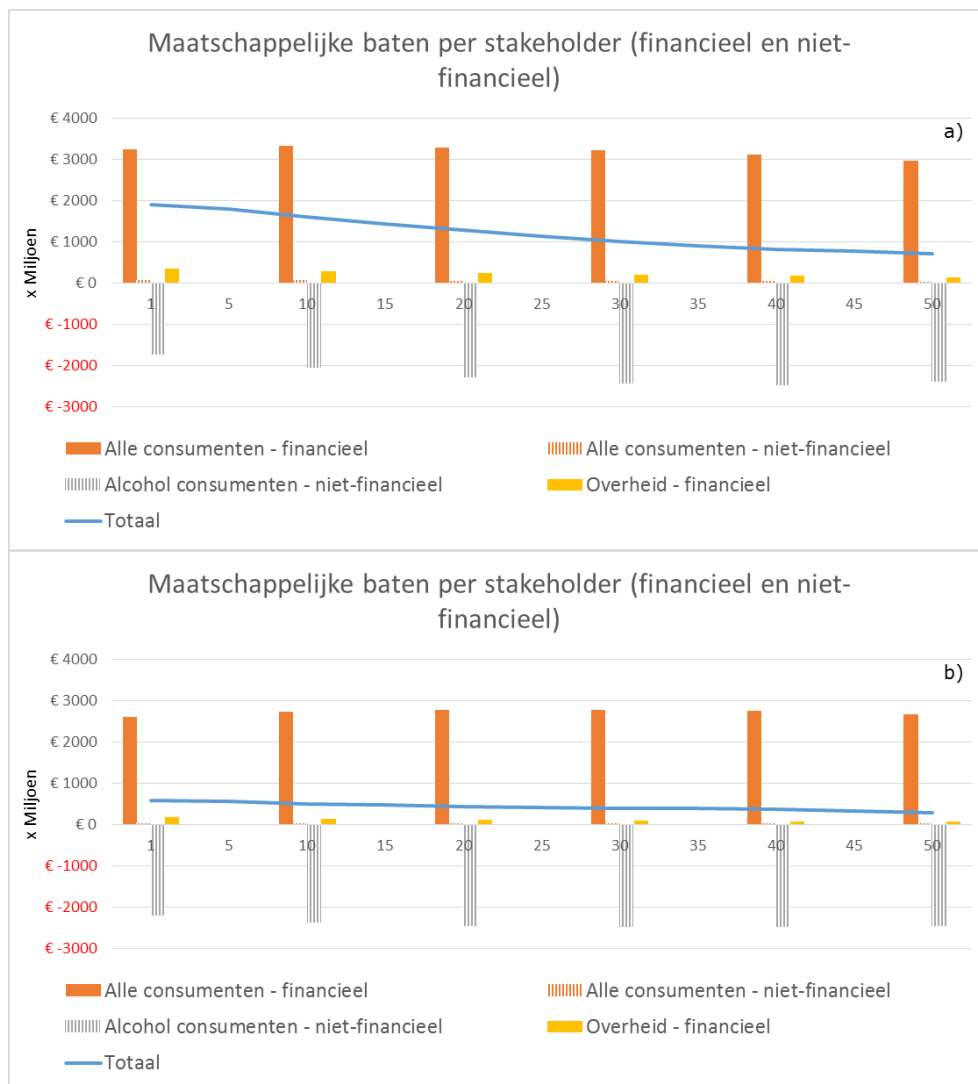 Maatschappelijke baten per stakeholder (financieel en niet-
financieel)
a)
€ 4000
€ 3000
€ 2000
€ 1000
€ 0
€ -1000
€ -2000
€ -3000
x Miljoen
1 5 10 15 20 25 30 35 40 45 50
Alle consumenten - financieel Alle consumenten - niet-financieel
Alcohol consumenten - niet-financieel Overheid - financieel
Totaal
Maatschappelijke baten per stakeholder (financieel en niet-
financieel)
b)
€ 4000
€ 3000
€ 2000
€ 1000
€ 0
€ -1000
€ -2000
€ -3000
x Miljoen
1 5 10 15 20 25 30 35 40 45 50
Alle consumenten - financieel Alle consumenten - niet-financieel
Alcohol consumenten - niet-financieel Overheid - financieel
Totaal